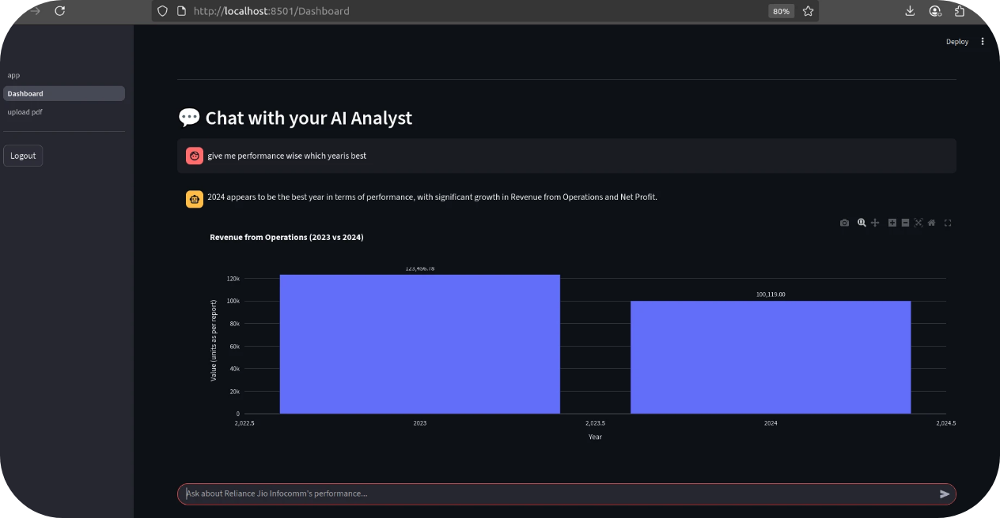 http://localhost:8501/Dashboard
80%
Deploy
app
Dashboard
upload pdf
Logout
💬 Chat with your AI Analyst
give me performance wise which yearis best
2024 appears to be the best year in terms of performance, with significant growth in Revenue from Operations and Net Profit.
Revenue from Operations (2023 vs 2024)
123,456.78
100,119.00
120k
100k
80k
60k
40k
20k
0
Value (units as per report)
2,022.5
2023
2,023.5
2024
2,024.5
Year
Ask about Reliance Jio Infocomm's performance...